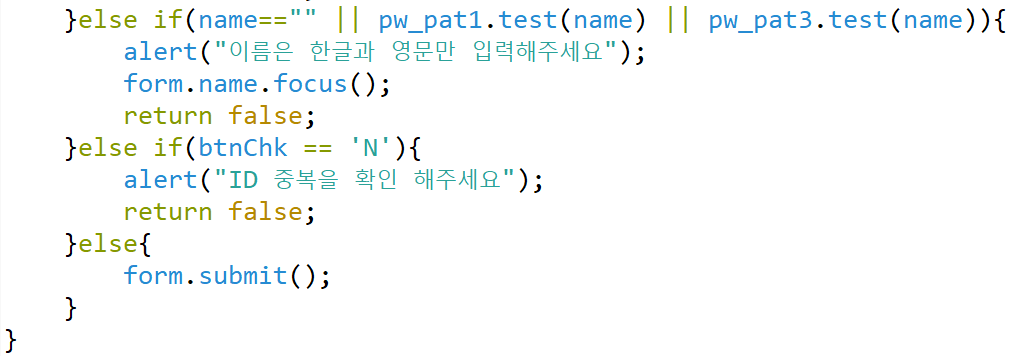 }else if(name=="" || pw_pat1.test(name) || pw_pat3.test(name)){
alert("이름은 한글과 영문만 입력해주세요");
form.name.focus();
return false;
}else if(btnChk == 'N'){
alert("ID 중복을 확인 해주세요");
return false;
}else{
form.submit();
}
}